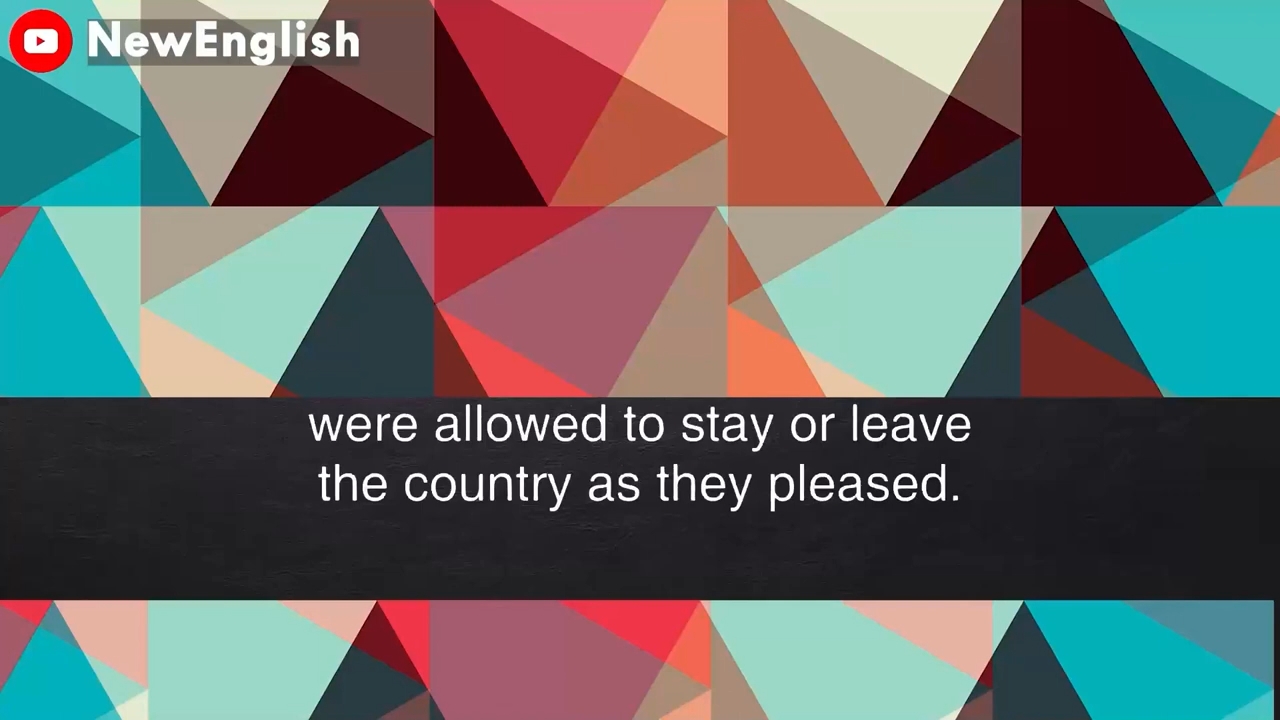 NewEnglish
were allowed to stay or leave
the country as they pleased.